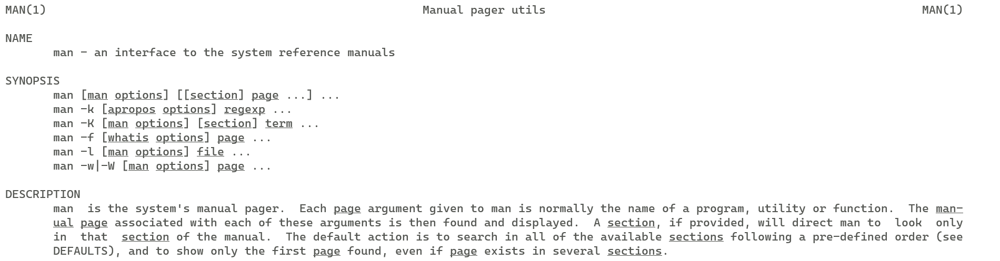 MAN(1)                                                 Manual pager utils                                                 MAN(1)
NAME
man - an interface to the system reference manuals
SYNOPSIS
man [man options] [[section] page ...] ...
man -k [apropos options] regexp ...
man -K [man options] [section] term ...
man -f [whatis options] page ...
man -l [man options] file ...
man -w|-W [man options] page ...
DESCRIPTION
man  is the system's manual pager.  Each page argument given to man is normally the name of a program, utility or function.  The man-
ual page associated with each of these arguments is then found and displayed.  A section, if provided, will direct man to  look  only
in  that  section of the manual.  The default action is to search in all of the available sections following a pre-defined order (see
DEFAULTS), and to show only the first page found, even if page exists in several sections.